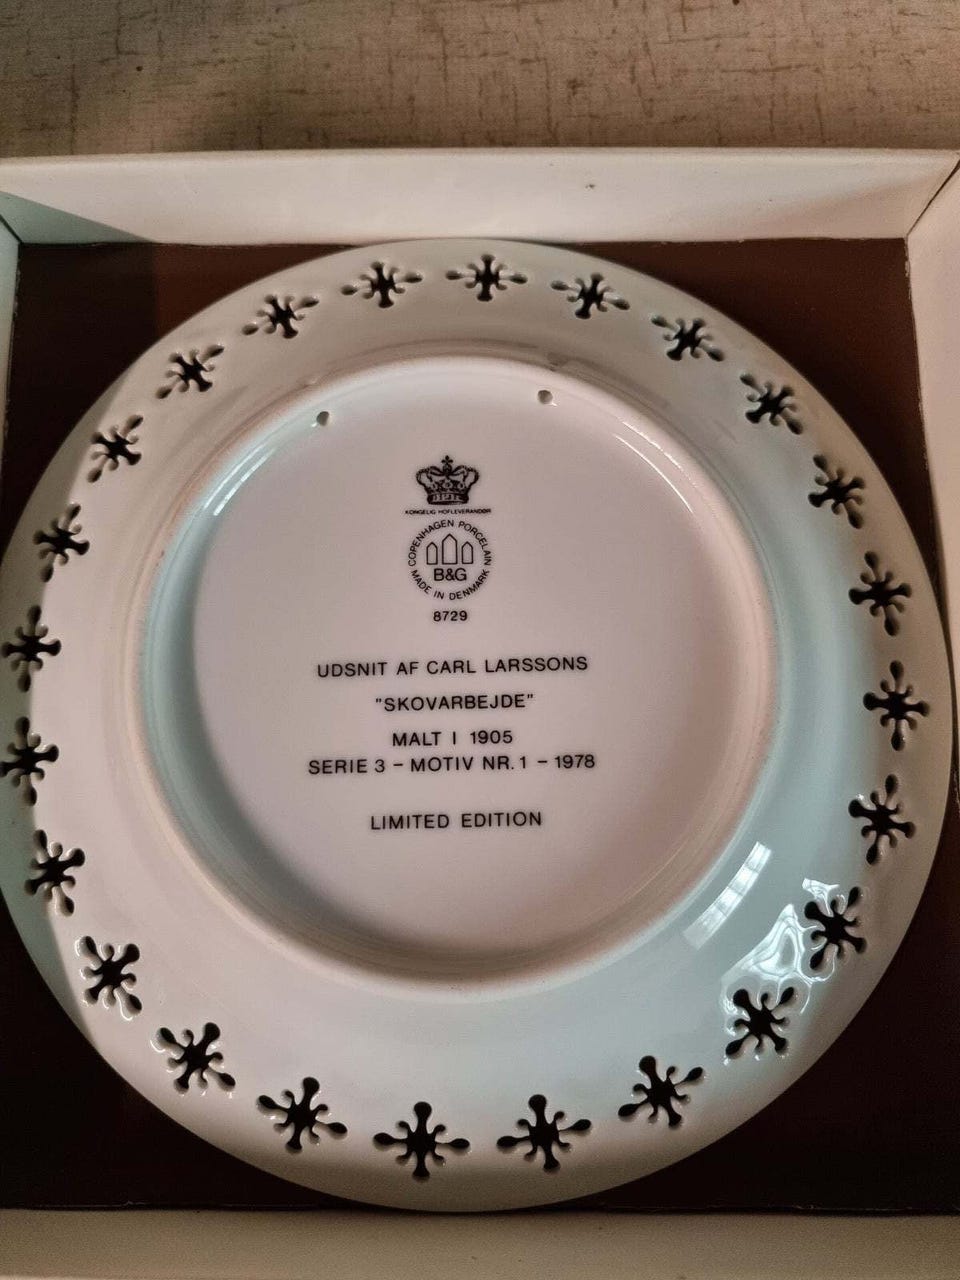 KONGELIG HOFLEVERANDØR
COPENHAGEN PORCELAIN
B&G
MADE IN DENMARK
8729
UDSNIT AF CARL LARSSONS
"SKOVARBEJDE"
MALT I 1905
SERIE 3 – MOTIV NR. 1 – 1978
LIMITED EDITION